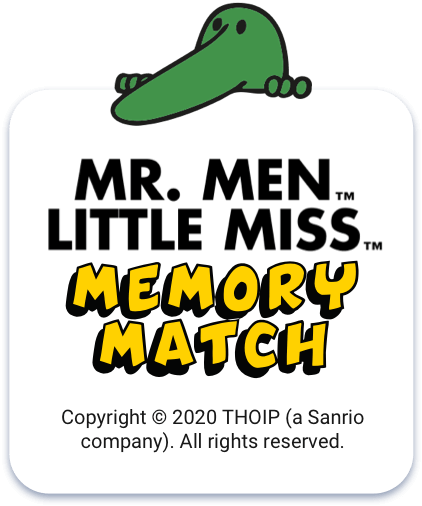 MR. MEN™
LITTLE MISS™
MEMORY
MATCH
Copyright © 2020 THOIP (a Sanrio
company). All rights reserved.